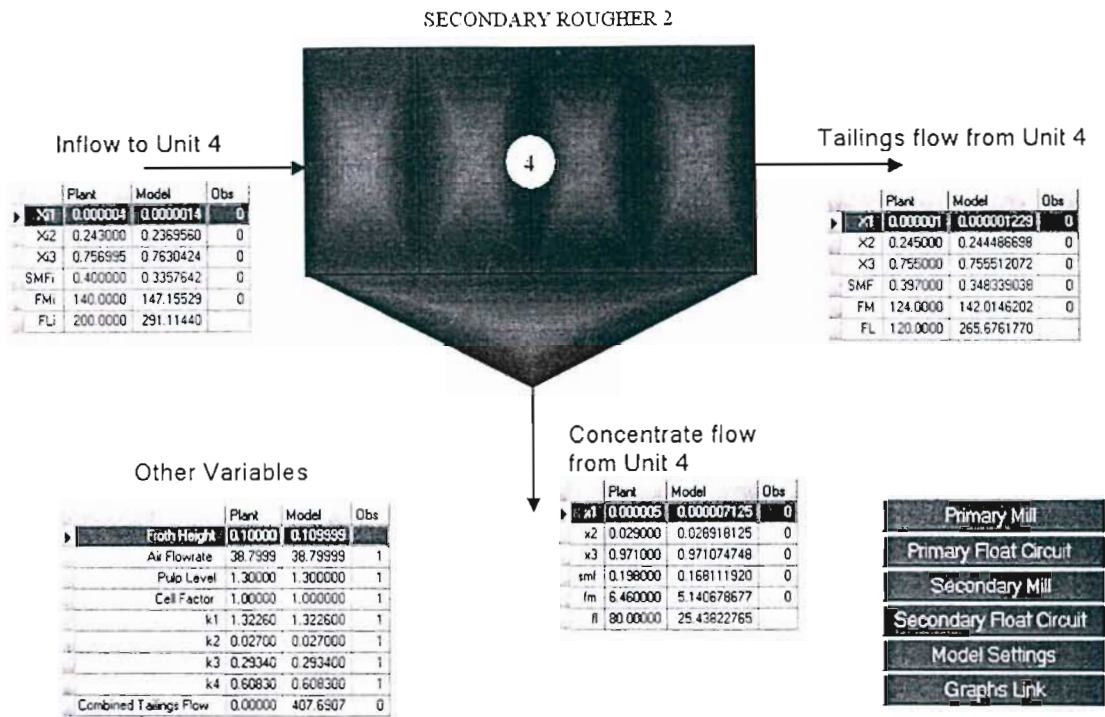 SECONDARY ROUGHER 2
4
Inflow to Unit 4
Plant Model Obs
Xi1 0.000004 0.0000014 0
Xi2 0.243000 0.2369560 0
Xi3 0.756995 0.7630424 0
SMFi 0.400000 0.3357642 0
FMi 140.0000 147.15529 0
FLi 200.0000 291.11440
Tailings flow from Unit 4
Plant Model Obs
X1 0.000001 0.000001229 0
X2 0.245000 0.244486698 0
X3 0.755000 0.755512072 0
SMF 0.397000 0.348339038 0
FM 124.0000 142.0146202 0
FL 120.0000 265.6761770
Other Variables
Plant Model Obs
Froth Height 0.10000 0.109999
Air Flowrate 38.7999 38.79999 1
Pulp Level 1.30000 1.300000 1
Cell Factor 1.00000 1.000000 1
k1 1.32260 1.322600 1
k2 0.02700 0.027000 1
k3 0.29340 0.293400 1
k4 0.60830 0.608300 1
Combined Tailings Flow 0.00000 407.6907 0
Concentrate flow
from Unit 4
Plant Model Obs
x1 0.000005 0.000007125 0
x2 0.029000 0.028918125 0
x3 0.971000 0.971074748 0
smf 0.198000 0.168111920 0
fm 6.460000 5.140678677 0
fl 80.00000 25.43822765
Primary Mill
Primary Float Circuit
Secondary Mill
Secondary Float Circuit
Model Settings
Graphs Link